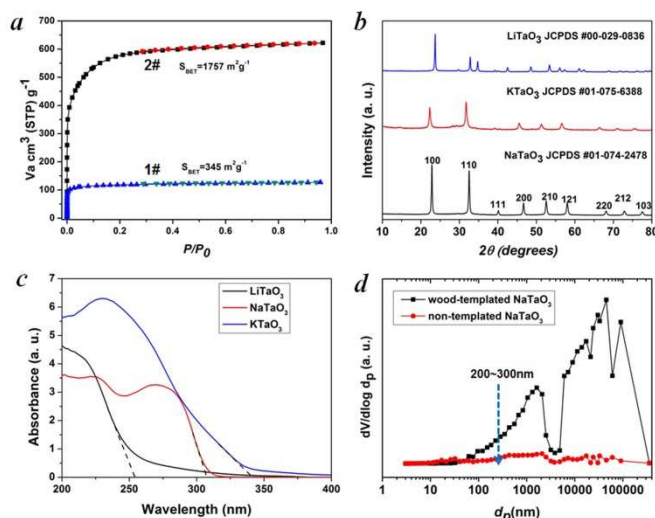 a
Va cm³ (STP) g⁻¹
700
600
500
400
300
200
100
0
0.0 0.2 0.4 0.6 0.8 1.0
P/P₀
2#
S_BET=1757 m²g⁻¹
1#
S_BET=345 m²g⁻¹
b
Intensity (a. u.)
LiTaO₃ JCPDS #00-029-0836
KTaO₃ JCPDS #01-075-6388
NaTaO₃ JCPDS #01-074-2478
100 110 111 200 210 121 220 212 103
10 20 30 40 50 60 70 80
2θ (degrees)
c
Absorbance (a. u.)
7
6
5
4
3
2
1
0
LiTaO₃
NaTaO₃
KTaO₃
200 250 300 350 400
Wavelength (nm)
d
dV/dlog dₚ (a. u.)
wood-templated NaTaO₃
non-templated NaTaO₃
200~300nm
1 10 100 1000 10000 100000
dₚ(nm)